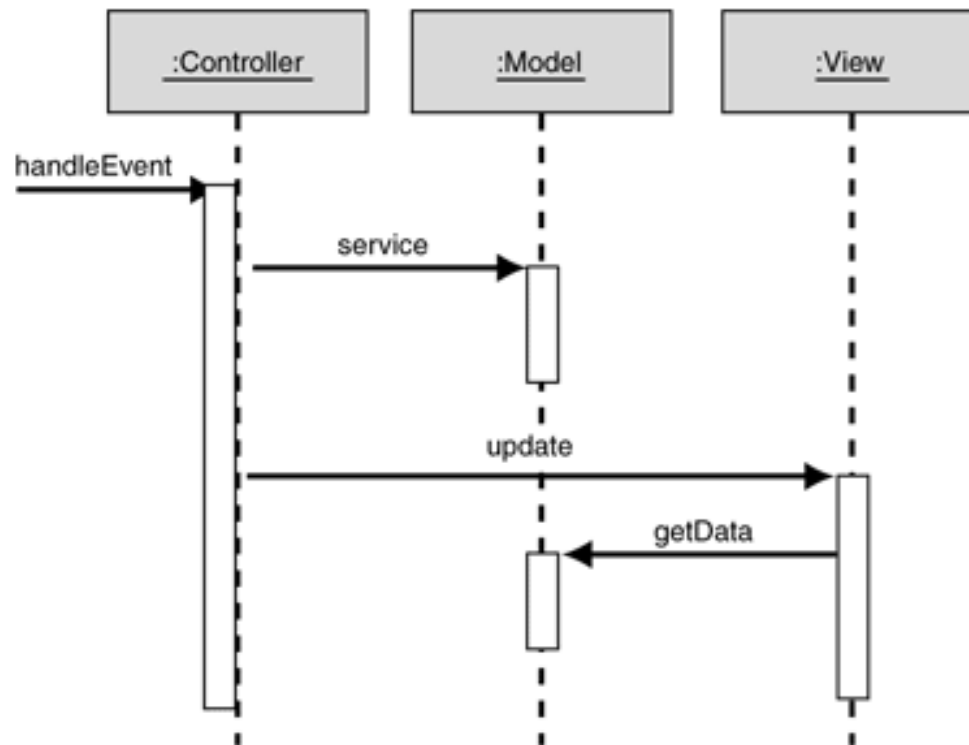 :Controller
:Model
:View
handleEvent
service
update
getData